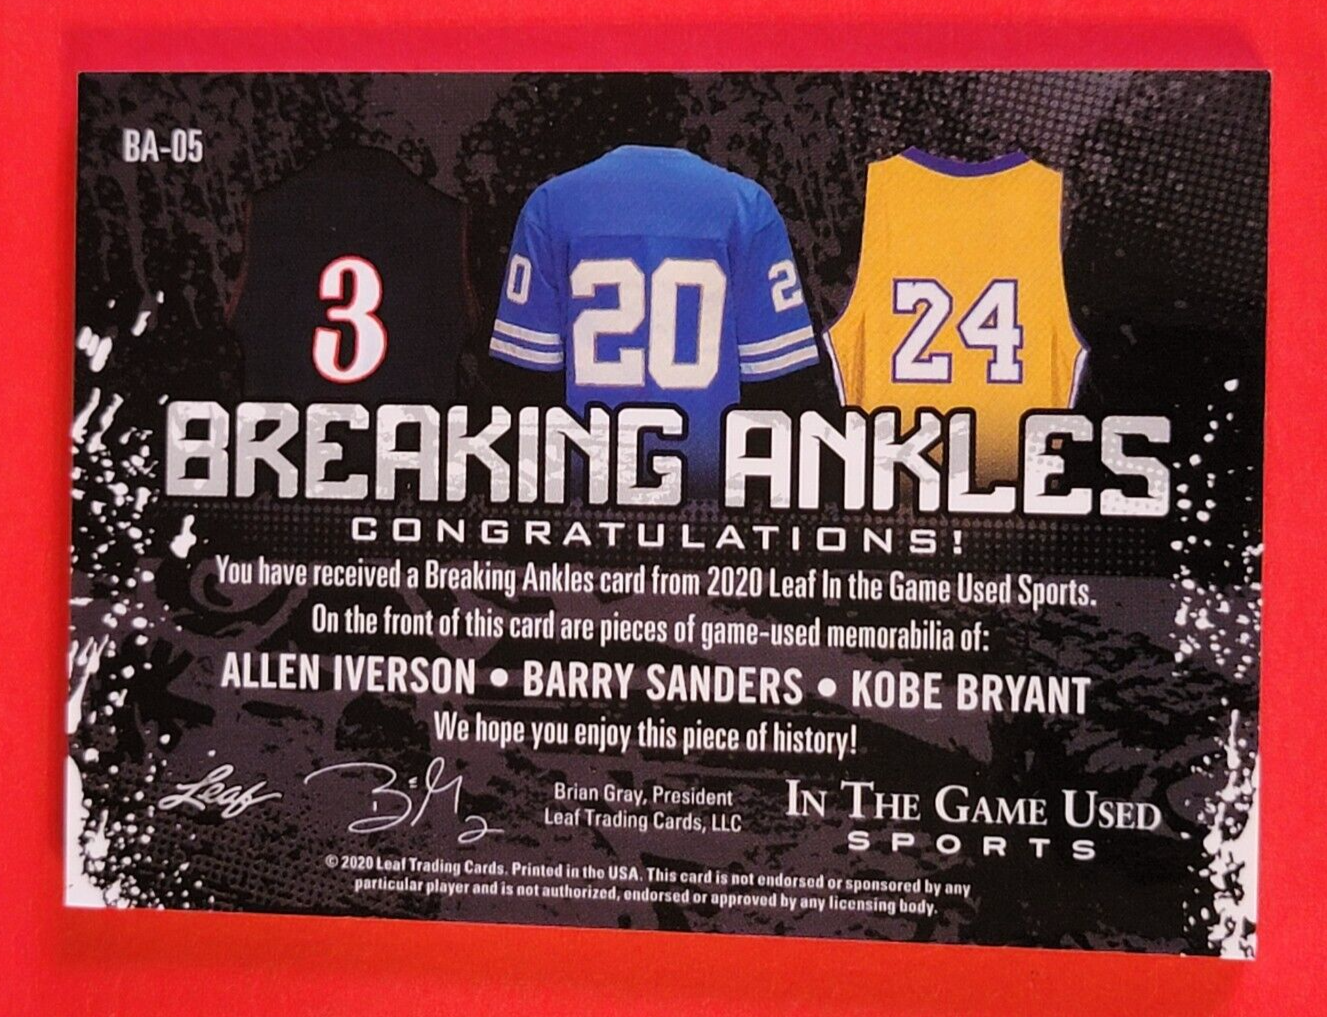 BA-05
3
0 20 2
24
BREAKING ANKLES
CONGRATULATIONS!
You have received a Breaking Ankles card from 2020 Leaf In the Game Used Sports.
On the front of this card are pieces of game-used memorabilia of:
ALLEN IVERSON • BARRY SANDERS • KOBE BRYANT
We hope you enjoy this piece of history!
Leaf
Brian Gray, President
Leaf Trading Cards, LLC
IN THE GAME USED
SPORTS
© 2020 Leaf Trading Cards. Printed in the USA. This card is not endorsed or sponsored by any
particular player and is not authorized, endorsed or approved by any licensing body.